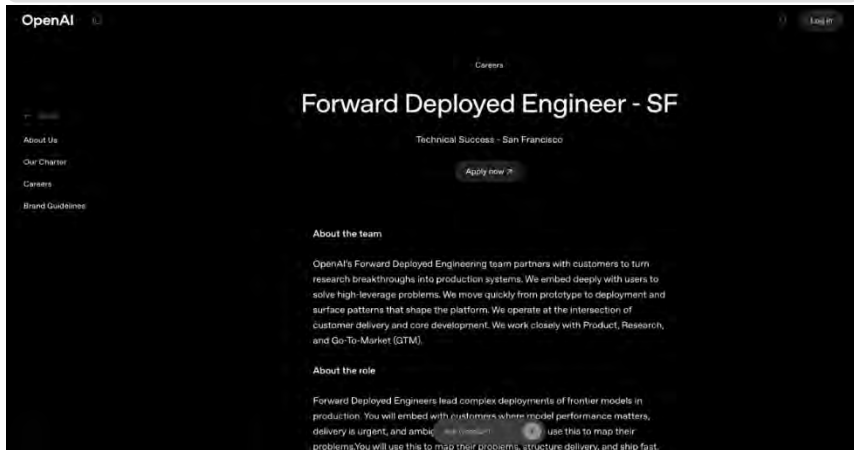 OpenAI
Log in
Careers
Forward Deployed Engineer - SF
Technical Success - San Francisco
Apply now ↗
About Us
Our Charter
Careers
Brand Guidelines
About the team
OpenAI's Forward Deployed Engineering team partners with customers to turn
research breakthroughs into production systems. We embed deeply with users to
solve high-leverage problems. We move quickly from prototype to deployment and
surface patterns that shape the platform. We operate at the intersection of
customer delivery and core development. We work closely with Product, Research,
and Go-To-Market (GTM).
About the role
Forward Deployed Engineers lead complex deployments of frontier models in
production. You will embed with customers where model performance matters,
delivery is urgent, and use this to map their
problems.You will use this to map their problems, structure delivery, and ship fast.